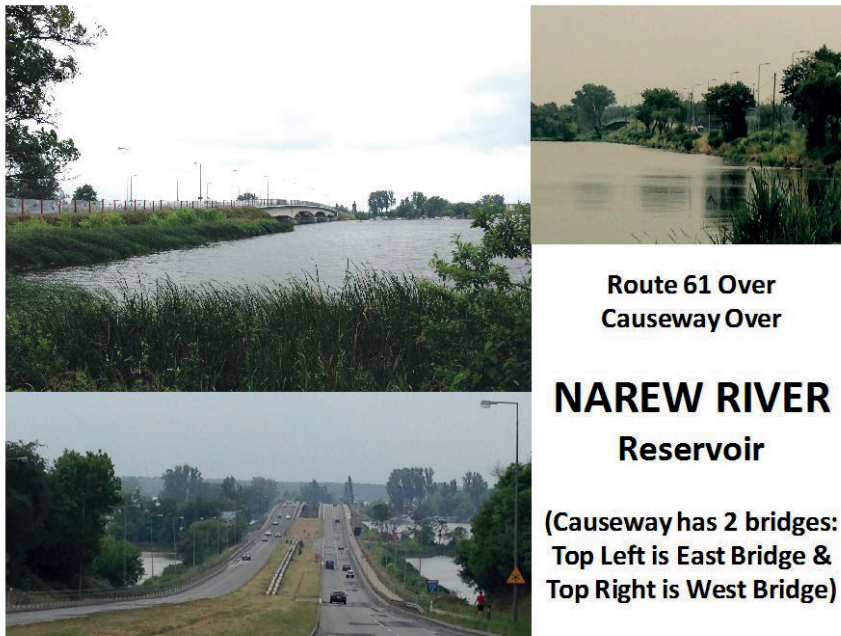 Route 61 Over
Causeway Over
NAREW RIVER
Reservoir
(Causeway has 2 bridges:
Top Left is East Bridge &
Top Right is West Bridge)